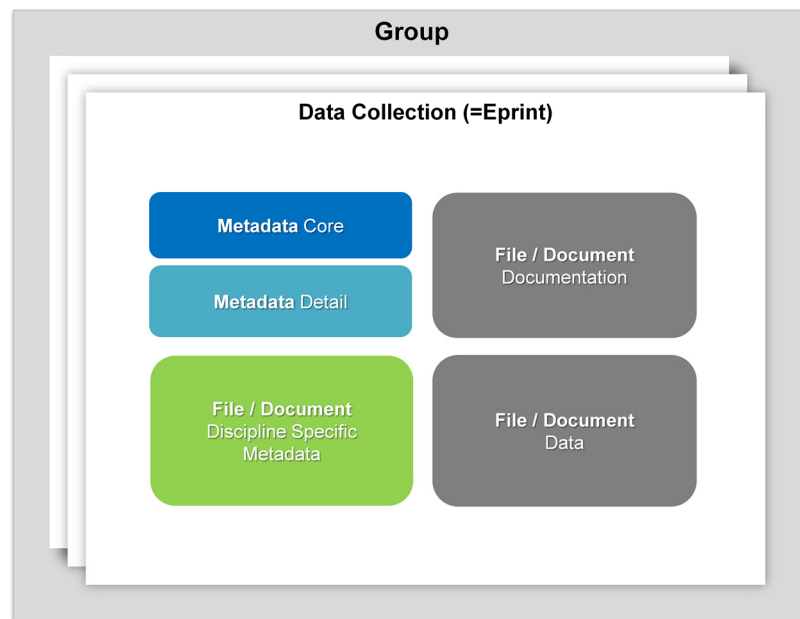 Group
Data Collection (=Eprint)
Metadata Core
Metadata Detail
File / Document
Documentation
File / Document
Discipline Specific
Metadata
File / Document
Data